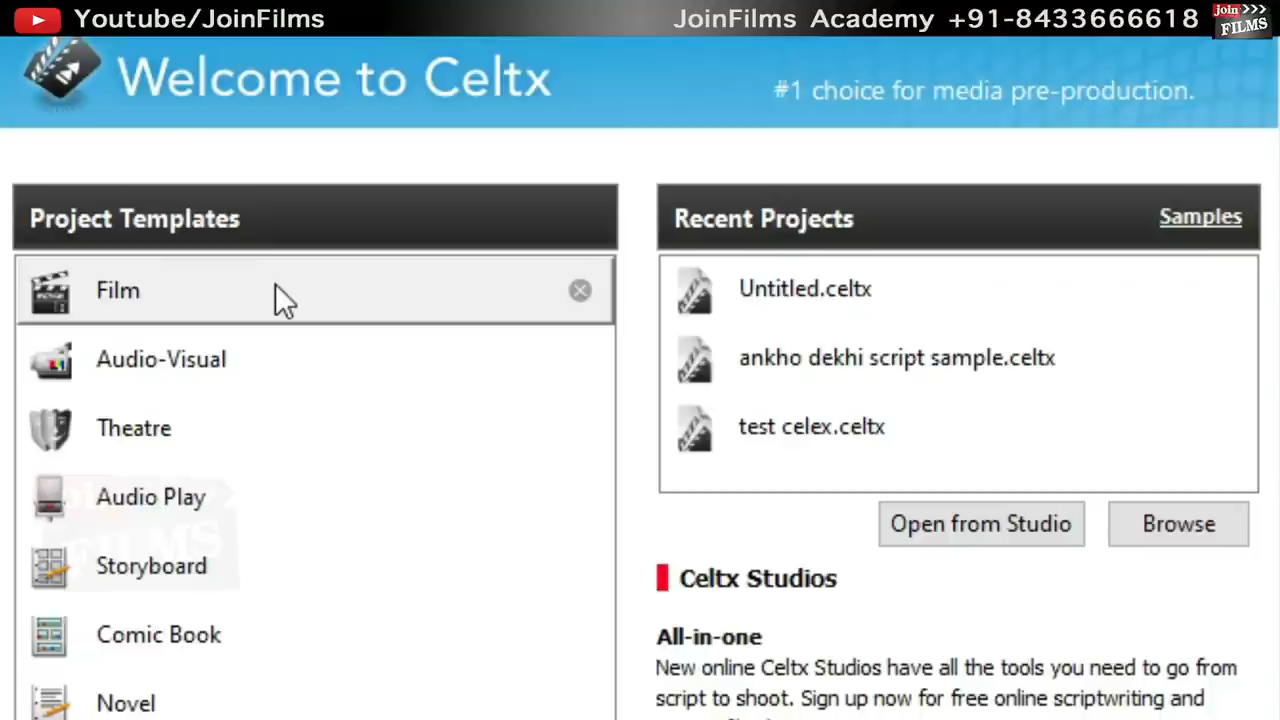 Youtube/JoinFilms
JoinFilms Academy +91-8433666618
Join
FILMS
Welcome to Celtx
#1 choice for media pre-production.
Project Templates
Film
Audio-Visual
Theatre
Audio Play
Storyboard
Comic Book
Novel
Recent Projects
Samples
Untitled.celtx
ankho dekhi script sample.celtx
test celex.celtx
Open from Studio
Browse
Celtx Studios
All-in-one
New online Celtx Studios have all the tools you need to go from
script to shoot. Sign up now for free online scriptwriting and
Join
FILMS